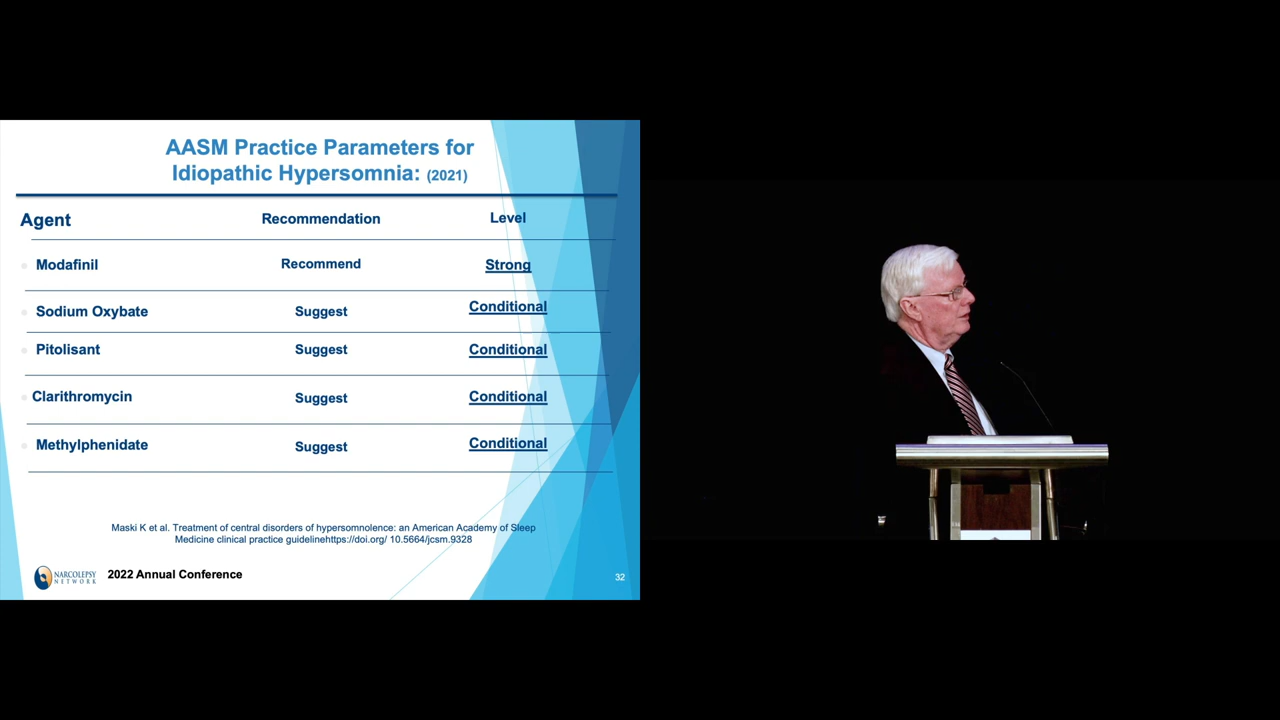 AASM Practice Parameters for
Idiopathic Hypersomnia: (2021)
Agent Recommendation Level
Modafinil Recommend Strong
Sodium Oxybate Suggest Conditional
Pitolisant Suggest Conditional
Clarithromycin Suggest Conditional
Methylphenidate Suggest Conditional
Maski K et al. Treatment of central disorders of hypersomnolence: an American Academy of Sleep
Medicine clinical practice guidelinehttps://doi.org/ 10.5664/jcsm.9328
NARCOLEPSY
NETWORK
2022 Annual Conference
32